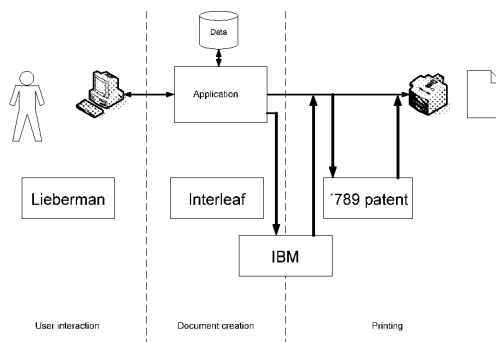 Data
Application
Lieberman
Interleaf
´789 patent
IBM
User interaction
Document creation
Printing